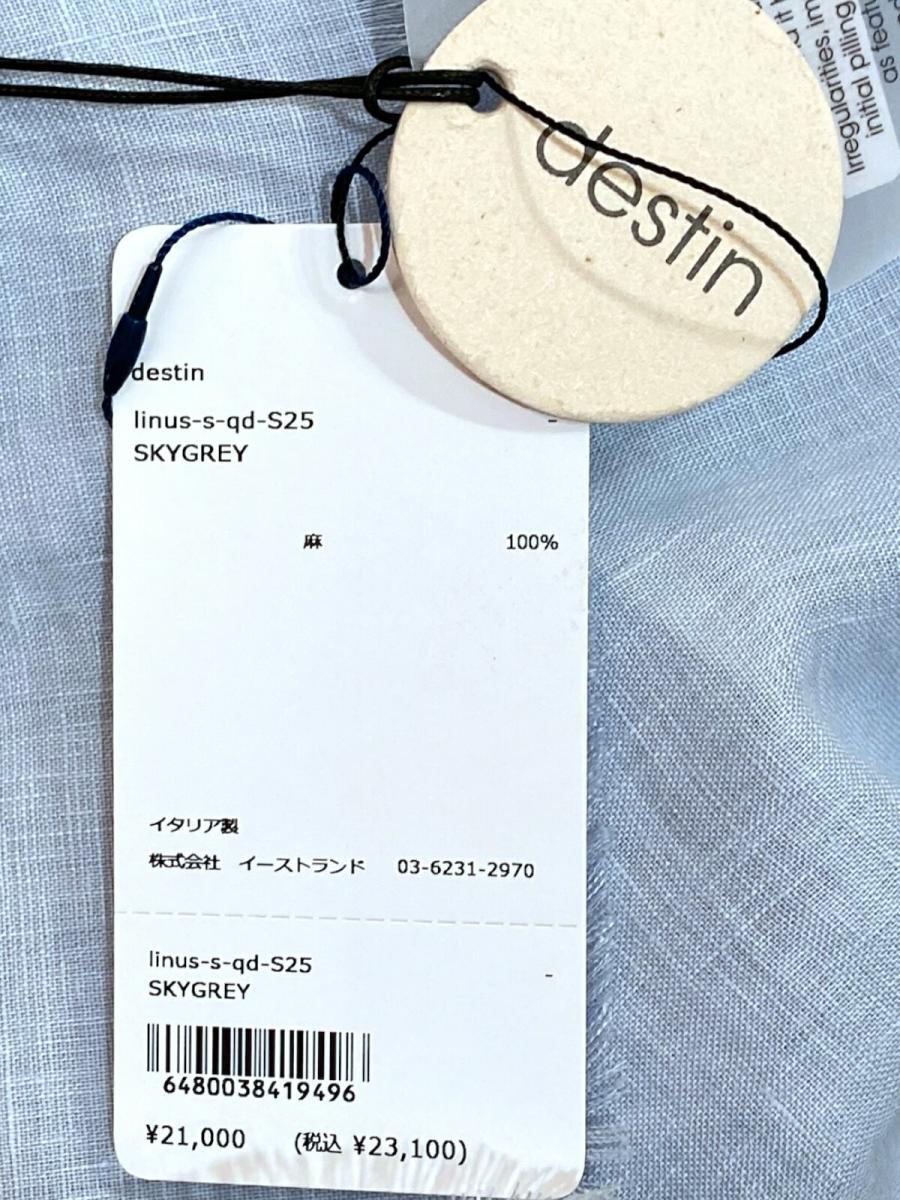 destin
Irregularities, im
initial pilling
as featu
destin
linus-s-qd-S25 -
SKYGREY
麻 100%
イタリア製
株式会社 イーストランド 03-6231-2970
linus-s-qd-S25 -
SKYGREY
6480038419496
¥21,000 (税込 ¥23,100)